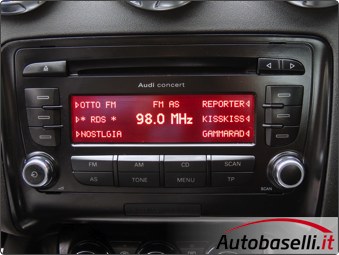 Audi concert
OTTO FM FM AS REPORTER
* RDS * 98.0 MHz KISSKISS
NOSTLGIA GAMMARAD
FM AM CD SCAN
AS TONE MENU TP
SCAN
Autobaselli.it